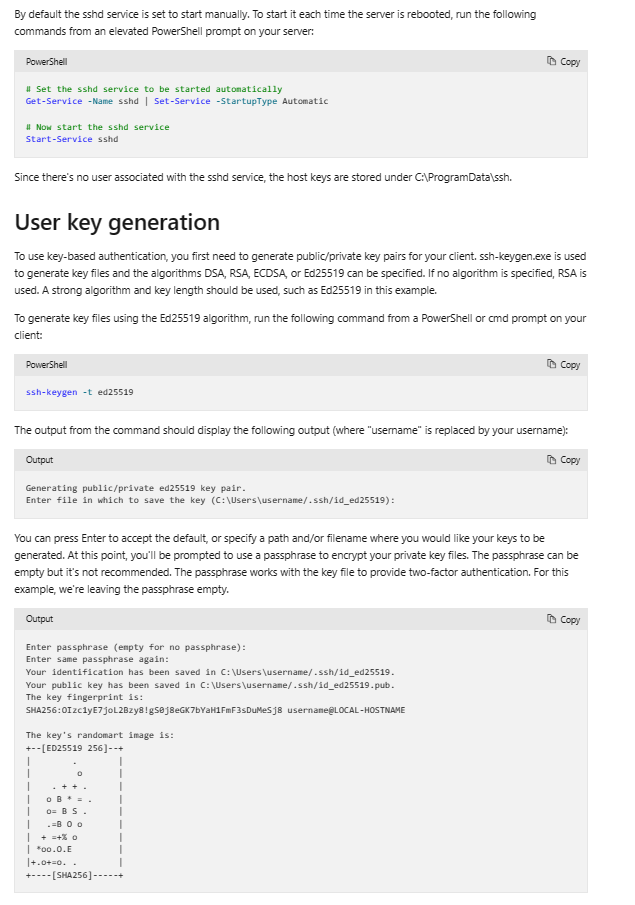 By default the sshd service is set to start manually. To start it each time the server is rebooted, run the following
commands from an elevated PowerShell prompt on your server:
PowerShell
Copy
# Set the sshd service to be started automatically
Get-Service -Name sshd | Set-Service -StartupType Automatic
# Now start the sshd service
Start-Service sshd
Since there's no user associated with the sshd service, the host keys are stored under C:\ProgramData\ssh.
User key generation
To use key-based authentication, you first need to generate public/private key pairs for your client. ssh-keygen.exe is used
to generate key files and the algorithms DSA, RSA, ECDSA, or Ed25519 can be specified. If no algorithm is specified, RSA is
used. A strong algorithm and key length should be used, such as Ed25519 in this example.
To generate key files using the Ed25519 algorithm, run the following command from a PowerShell or cmd prompt on your
client:
PowerShell
Copy
ssh-keygen -t ed25519
The output from the command should display the following output (where "username" is replaced by your username):
Output
Copy
Generating public/private ed25519 key pair.
Enter file in which to save the key (C:\Users\username/.ssh/id_ed25519):
You can press Enter to accept the default, or specify a path and/or filename where you would like your keys to be
generated. At this point, you'll be prompted to use a passphrase to encrypt your private key files. The passphrase can be
empty but it's not recommended. The passphrase works with the key file to provide two-factor authentication. For this
example, we're leaving the passphrase empty.
Output
Copy
Enter passphrase (empty for no passphrase):
Enter same passphrase again:
Your identification has been saved in C:\Users\username/.ssh/id_ed25519.
Your public key has been saved in C:\Users\username/.ssh/id_ed25519.pub.
The key fingerprint is:
SHA256:OIzc1yE7joL2Bzy8!gS0j8eGK7bYaH1FmF3sDuMeSj8 username@LOCAL-HOSTNAME
The key's randomart image is:
+--[ED25519 256]--+
|        .        |
|         o       |
|    . + + .      |
|   o B * = .     |
|   o= B S .      |
|   .=B O o       |
|  + =+% o        |
| *oo.O.E         |
|+.o+=o. .        |
+----[SHA256]-----+